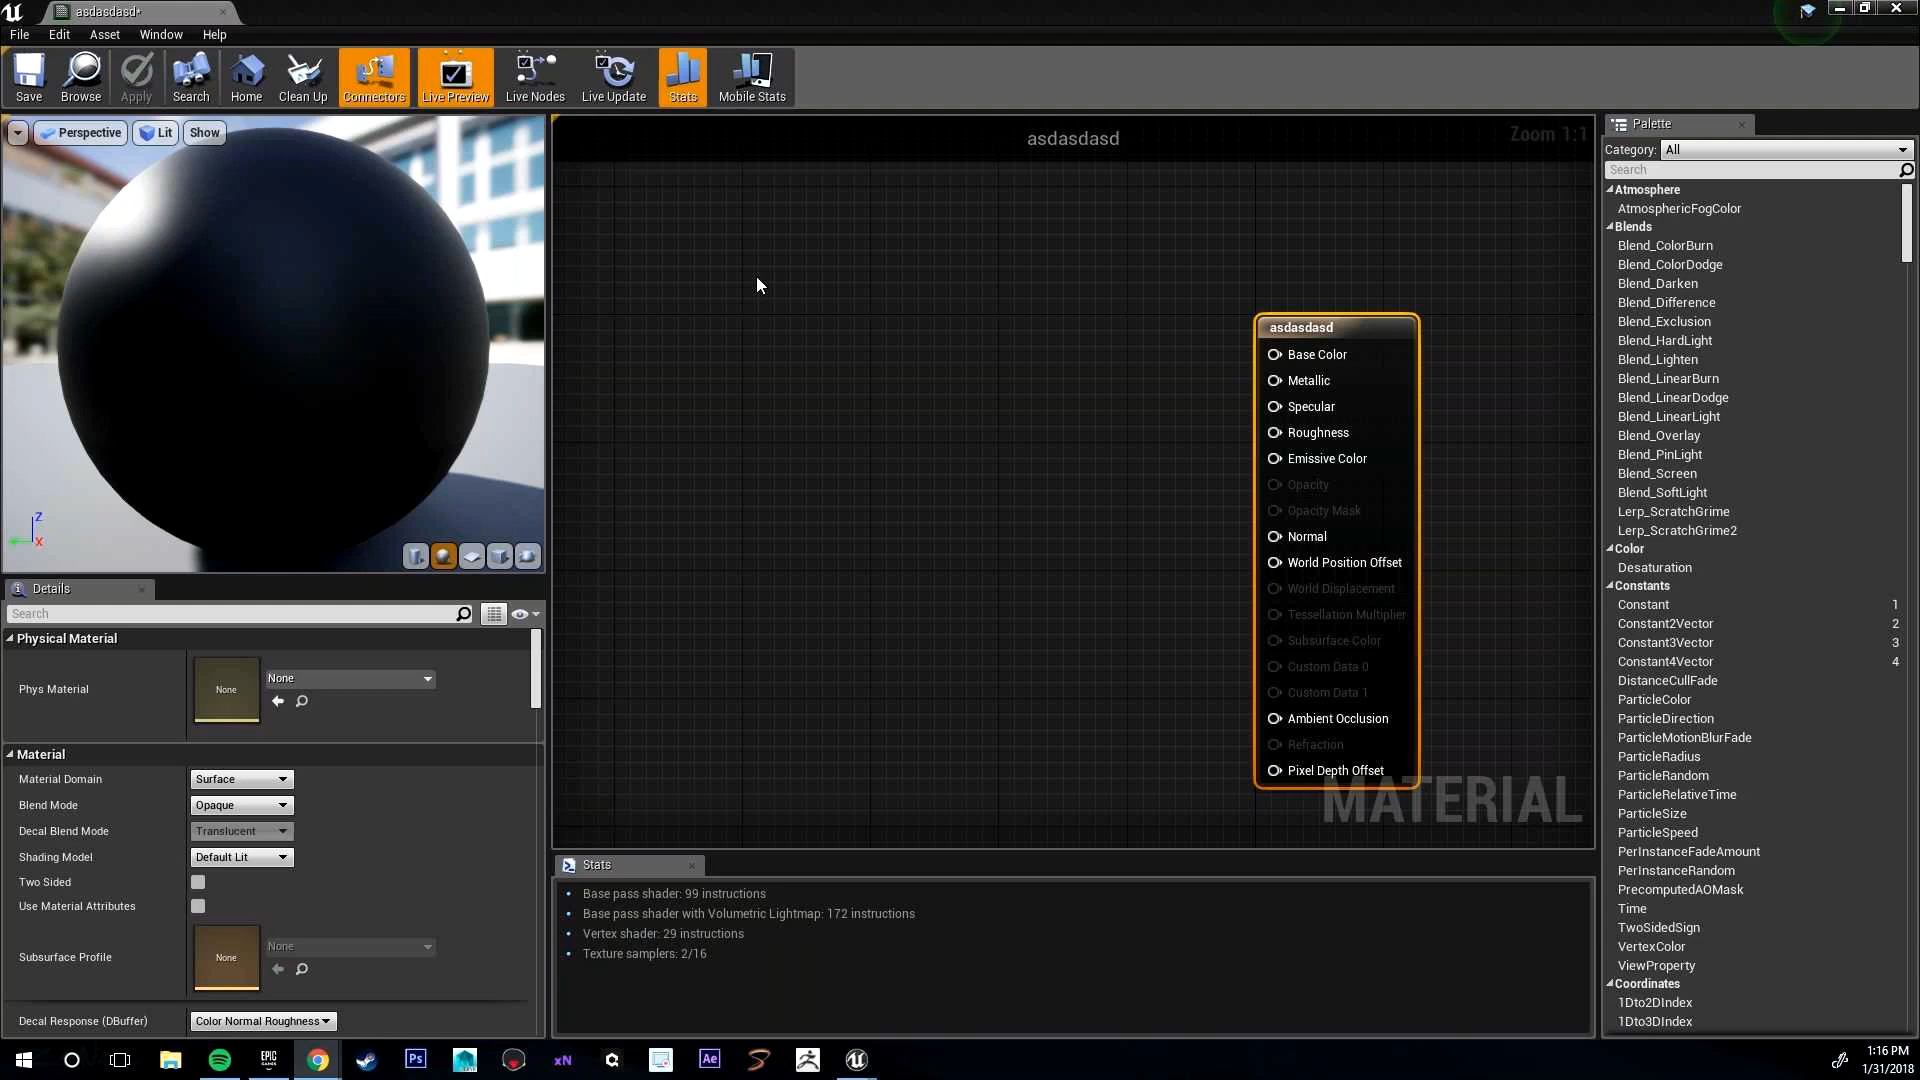 asdasdasd*
File Edit Asset Window Help
Save Browse Apply Search Home Clean Up Connectors Live Preview Live Nodes Live Update Stats Mobile Stats
Perspective Lit Show
Z
X
asdasdasd
Zoom 1:1
asdasdasd
Base Color
Metallic
Specular
Roughness
Emissive Color
Opacity
Opacity Mask
Normal
World Position Offset
World Displacement
Tessellation Multiplier
Subsurface Color
Custom Data 0
Custom Data 1
Ambient Occlusion
Refraction
Pixel Depth Offset
MATERIAL
Details
Search
Physical Material
Phys Material
None
None
Material
Material Domain Surface
Blend Mode Opaque
Decal Blend Mode Translucent
Shading Model Default Lit
Two Sided
Use Material Attributes
Subsurface Profile
None
None
Decal Response (DBuffer) Color Normal Roughness
Stats
Base pass shader: 99 instructions
Base pass shader with Volumetric Lightmap: 172 instructions
Vertex shader: 29 instructions
Texture samplers: 2/16
Palette
Category: All
Search
Atmosphere
AtmosphericFogColor
Blends
Blend_ColorBurn
Blend_ColorDodge
Blend_Darken
Blend_Difference
Blend_Exclusion
Blend_HardLight
Blend_Lighten
Blend_LinearBurn
Blend_LinearDodge
Blend_LinearLight
Blend_Overlay
Blend_PinLight
Blend_Screen
Blend_SoftLight
Lerp_ScratchGrime
Lerp_ScratchGrime2
Color
Desaturation
Constants
Constant 1
Constant2Vector 2
Constant3Vector 3
Constant4Vector 4
DistanceCullFade
ParticleColor
ParticleDirection
ParticleMotionBlurFade
ParticleRadius
ParticleRandom
ParticleRelativeTime
ParticleSize
ParticleSpeed
PerInstanceFadeAmount
PerInstanceRandom
PrecomputedAOMask
Time
TwoSidedSign
VertexColor
ViewProperty
Coordinates
1Dto2DIndex
1Dto3DIndex
EPIC
GAMES
Ps
xN
Ae
1:16 PM
1/31/2018